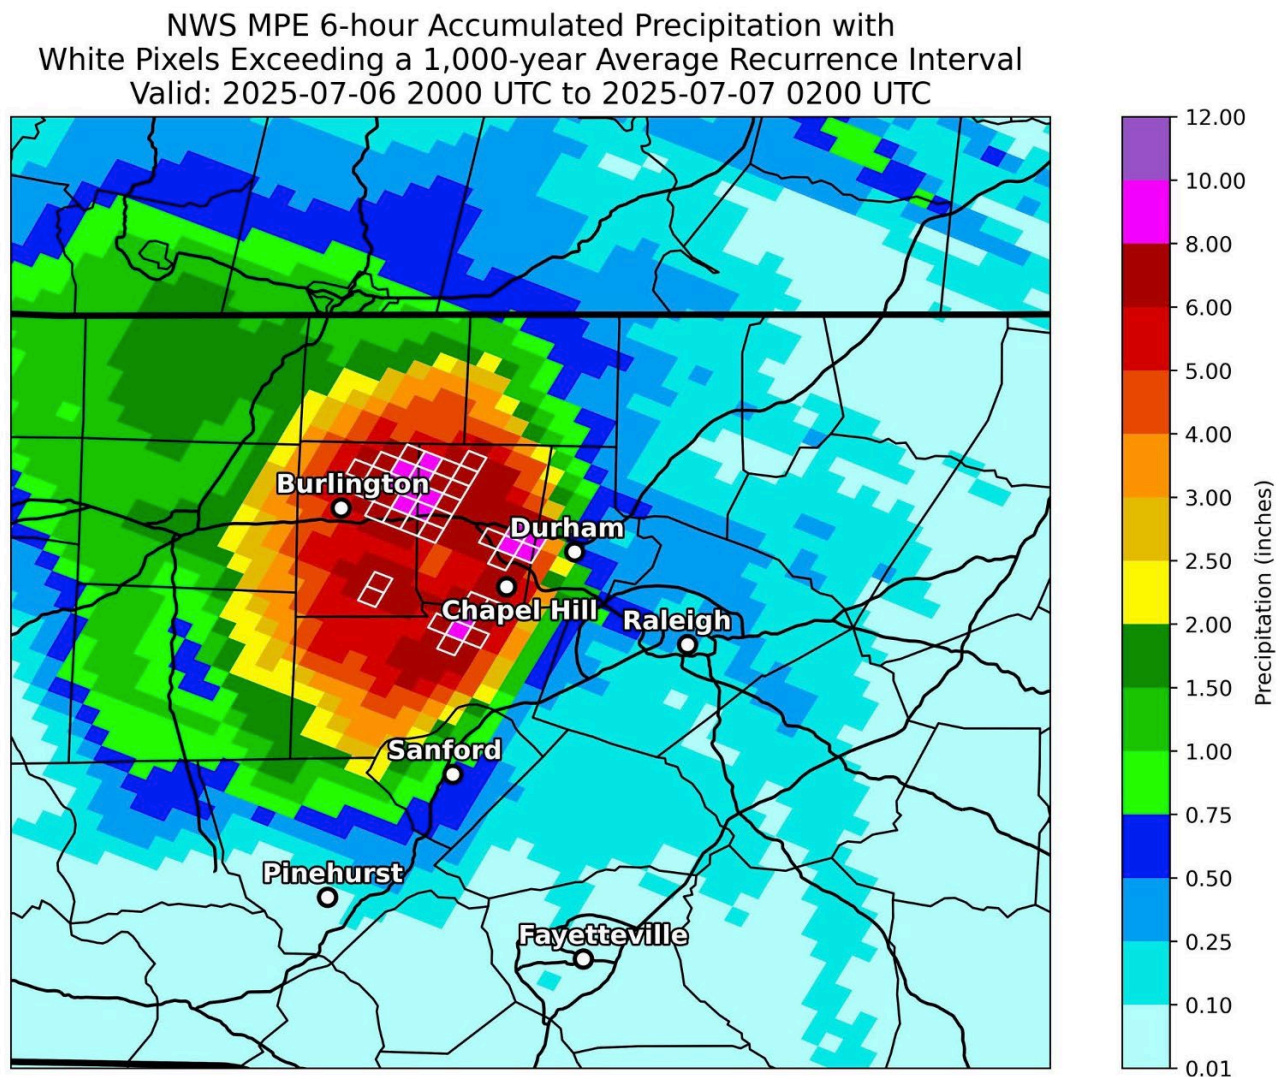 NWS MPE 6-hour Accumulated Precipitation with
White Pixels Exceeding a 1,000-year Average Recurrence Interval
Valid: 2025-07-06 2000 UTC to 2025-07-07 0200 UTC
Burlington
Durham
Chapel Hill
Raleigh
Sanford
Pinehurst
Fayetteville
12.00
10.00
8.00
6.00
5.00
4.00
3.00
2.50
2.00
1.50
1.00
0.75
0.50
0.25
0.10
0.01
Precipitation (inches)